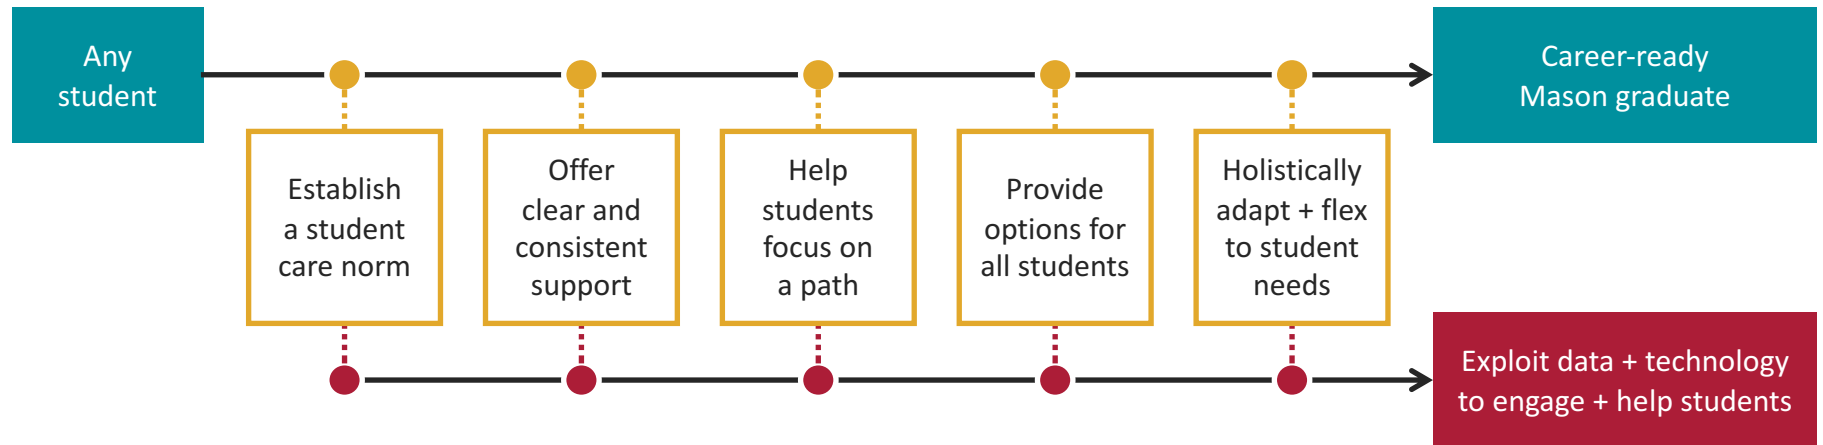 Any
student
Career-ready
Mason graduate
Establish
a student
care norm
Offer
clear and
consistent
support
Help
students
focus on
a path
Provide
options for
all students
Holistically
adapt + flex
to student
needs
Exploit data + technology
to engage + help students